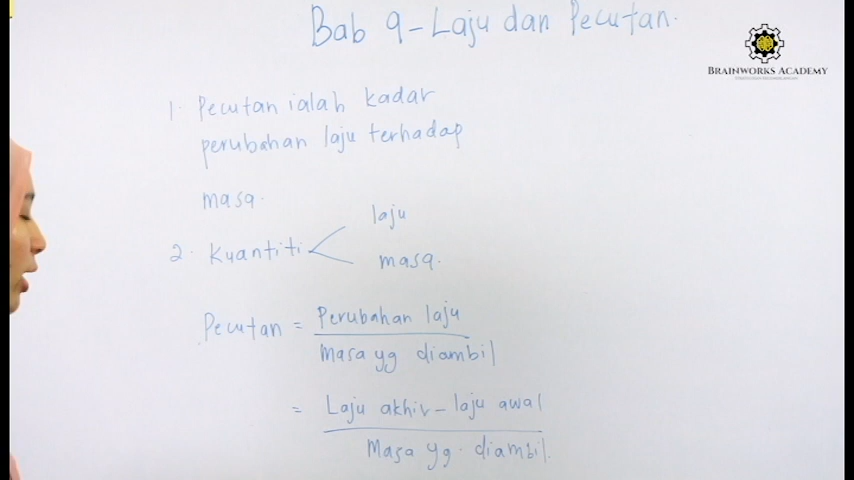 Bab 9 - Laju dan Pecutan.
BRAINWORKS ACADEMY
1. Pecutan ialah kadar
perubahan laju terhadap
masa.
2. Kuantiti
laju
masa.
Pecutan = Perubahan laju
Masa yg diambil
= Laju akhir - laju awal
Masa yg. diambil.